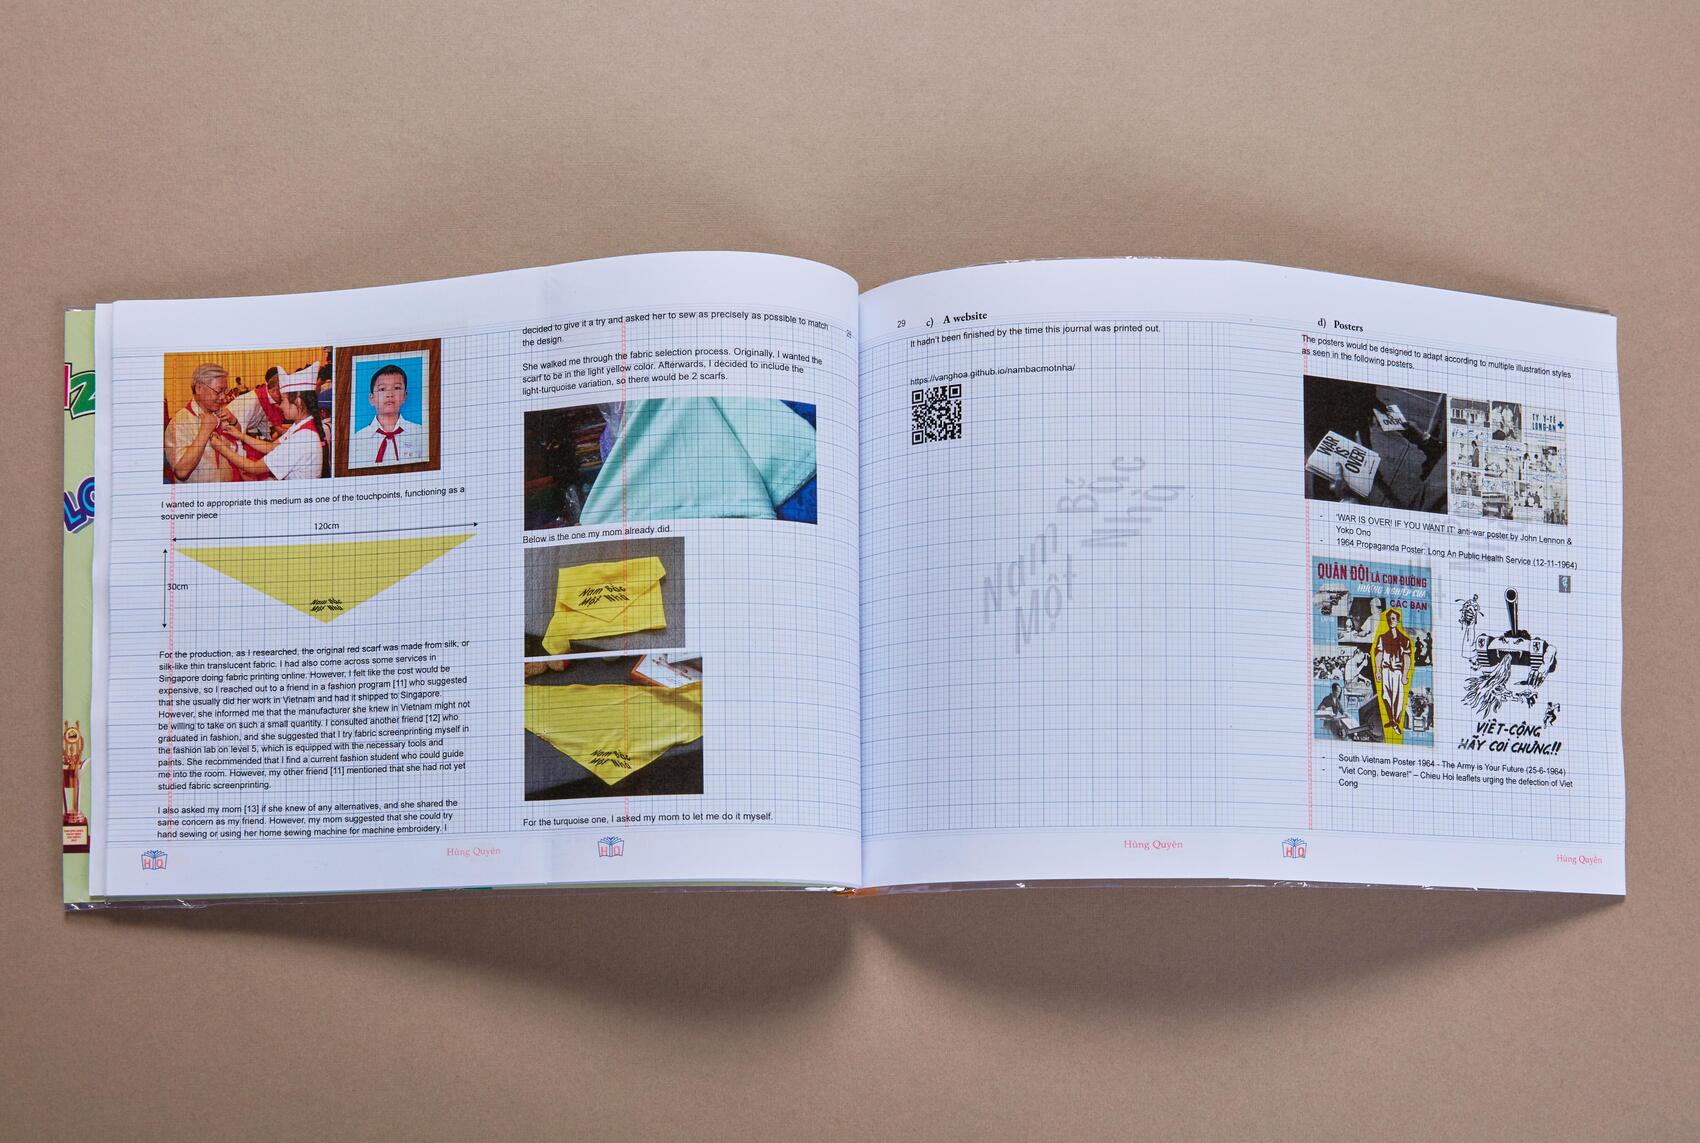 I wanted to appropriate this medium as one of the touchpoints, functioning as a
souvenir piece
120cm
30cm
Nam Bắc
Một Nhà
For the production, as I researched, the original red scarf was made from silk, or
silk-like thin translucent fabric. I had also come across some services in
Singapore doing fabric printing online. However, I felt like the cost would be
expensive, so I reached out to a friend in a fashion program [11] who suggested
that she usually did her work in Vietnam and had it shipped to Singapore.
However, she informed me that the manufacturer she knew in Vietnam might not
be willing to take on such a small quantity. I consulted another friend [12] who
graduated in fashion, and she suggested that I try fabric screenprinting myself in
the fashion lab on level 5, which is equipped with the necessary tools and
paints. She recommended that I find a current fashion student who could guide
me into the room. However, my other friend [11] mentioned that she had not yet
studied fabric screenprinting.
I also asked my mom [13] if she knew of any alternatives, and she shared the
same concern as my friend. However, my mom suggested that she could try
hand sewing or using her home sewing machine for machine embroidery. I
HQ
Hùng Quyên
decided to give it a try and asked her to sew as precisely as possible to match
the design.
She walked me through the fabric selection process. Originally, I wanted the
scarf to be in the light yellow color. Afterwards, I decided to include the
light-turquoise variation, so there would be 2 scarfs.
Below is the one my mom already did.
Nam Bắc
Một Nhà
Nam Bắc
Một Nhà
For the turquoise one, I asked my mom to let me do it myself.
HQ
29
c) A website
It hadn't been finished by the time this journal was printed out.
https://vanghoa.github.io/nambacmotnha/
Nam Bắc
Một Nhà
Hùng Quyên
d) Posters
The posters would be designed to adapt according to multiple illustration styles
as seen in the following posters.
WAR
IS
OVER!
TY Y-TẾ
LONG-AN
- 'WAR IS OVER! IF YOU WANT IT' anti-war poster by John Lennon &
Yoko Ono
- 1964 Propaganda Poster: Long An Public Health Service (12-11-1964)
QUÂN ĐỘI LÀ CON ĐƯỜNG
HƯỚNG NGHIỆP CỦA
CÁC BẠN
VIỆT-CỘNG
HÃY COI CHỪNG!!
- South Vietnam Poster 1964 - The Army is Your Future (25-6-1964)
- "Viet Cong, beware!" – Chieu Hoi leaflets urging the defection of Viet
Cong
HQ
Hùng Quyên